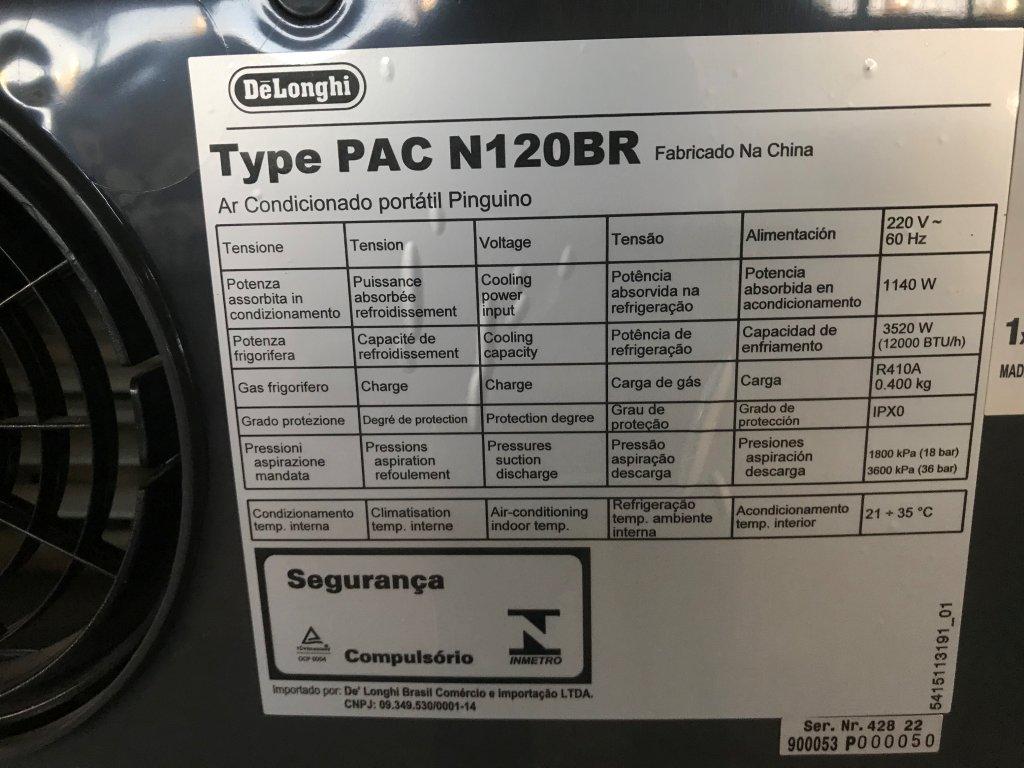 DēLonghi
Type PAC N120BR Fabricado Na China
Ar Condicionado portátil Pinguino
Tensione Tension Voltage Tensão Alimentación 220 V ~ 60 Hz
Potenza assorbita in condizionamento Puissance absorbée refroidissement Cooling power input Potência absorvida na refrigeração Potencia absorbida en acondicionamento 1140 W
Potenza frigorifera Capacité de refroidissement Cooling capacity Potência de refrigeração Capacidad de enfriamento 3520 W (12000 BTU/h)
Gas frigorifero Charge Charge Carga de gás Carga R410A 0.400 kg
Grado protezione Degré de protection Protection degree Grau de proteção Grado de protección IPX0
Pressioni aspirazione mandata Pressions aspiration refoulement Pressures suction discharge Pressão aspiração descarga Presiones aspiración descarga 1800 kPa (18 bar) 3600 kPa (36 bar)
Condizionamento temp. interna Climatisation temp. interne Air-conditioning indoor temp. Refrigeração temp. ambiente interna Acondicionamento temp. interior 21 ÷ 35 °C
Segurança
OCP 0004
Compulsório
INMETRO
Importado por: De' Longhi Brasil Comércio e Importação LTDA.
CNPJ: 09.349.530/0001-14
5415113191_01
Ser. Nr. 428 22
900053 P000050
MAD